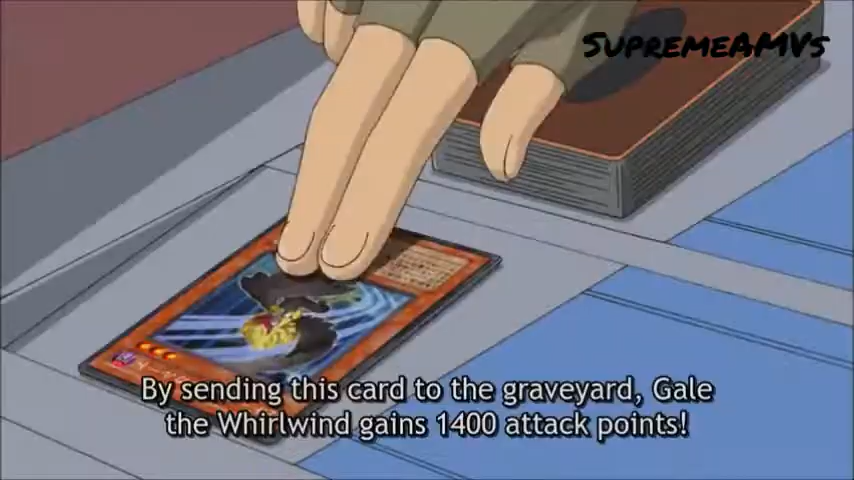 SupremeAMVs
By sending this card to the graveyard, Gale
the Whirlwind gains 1400 attack points!